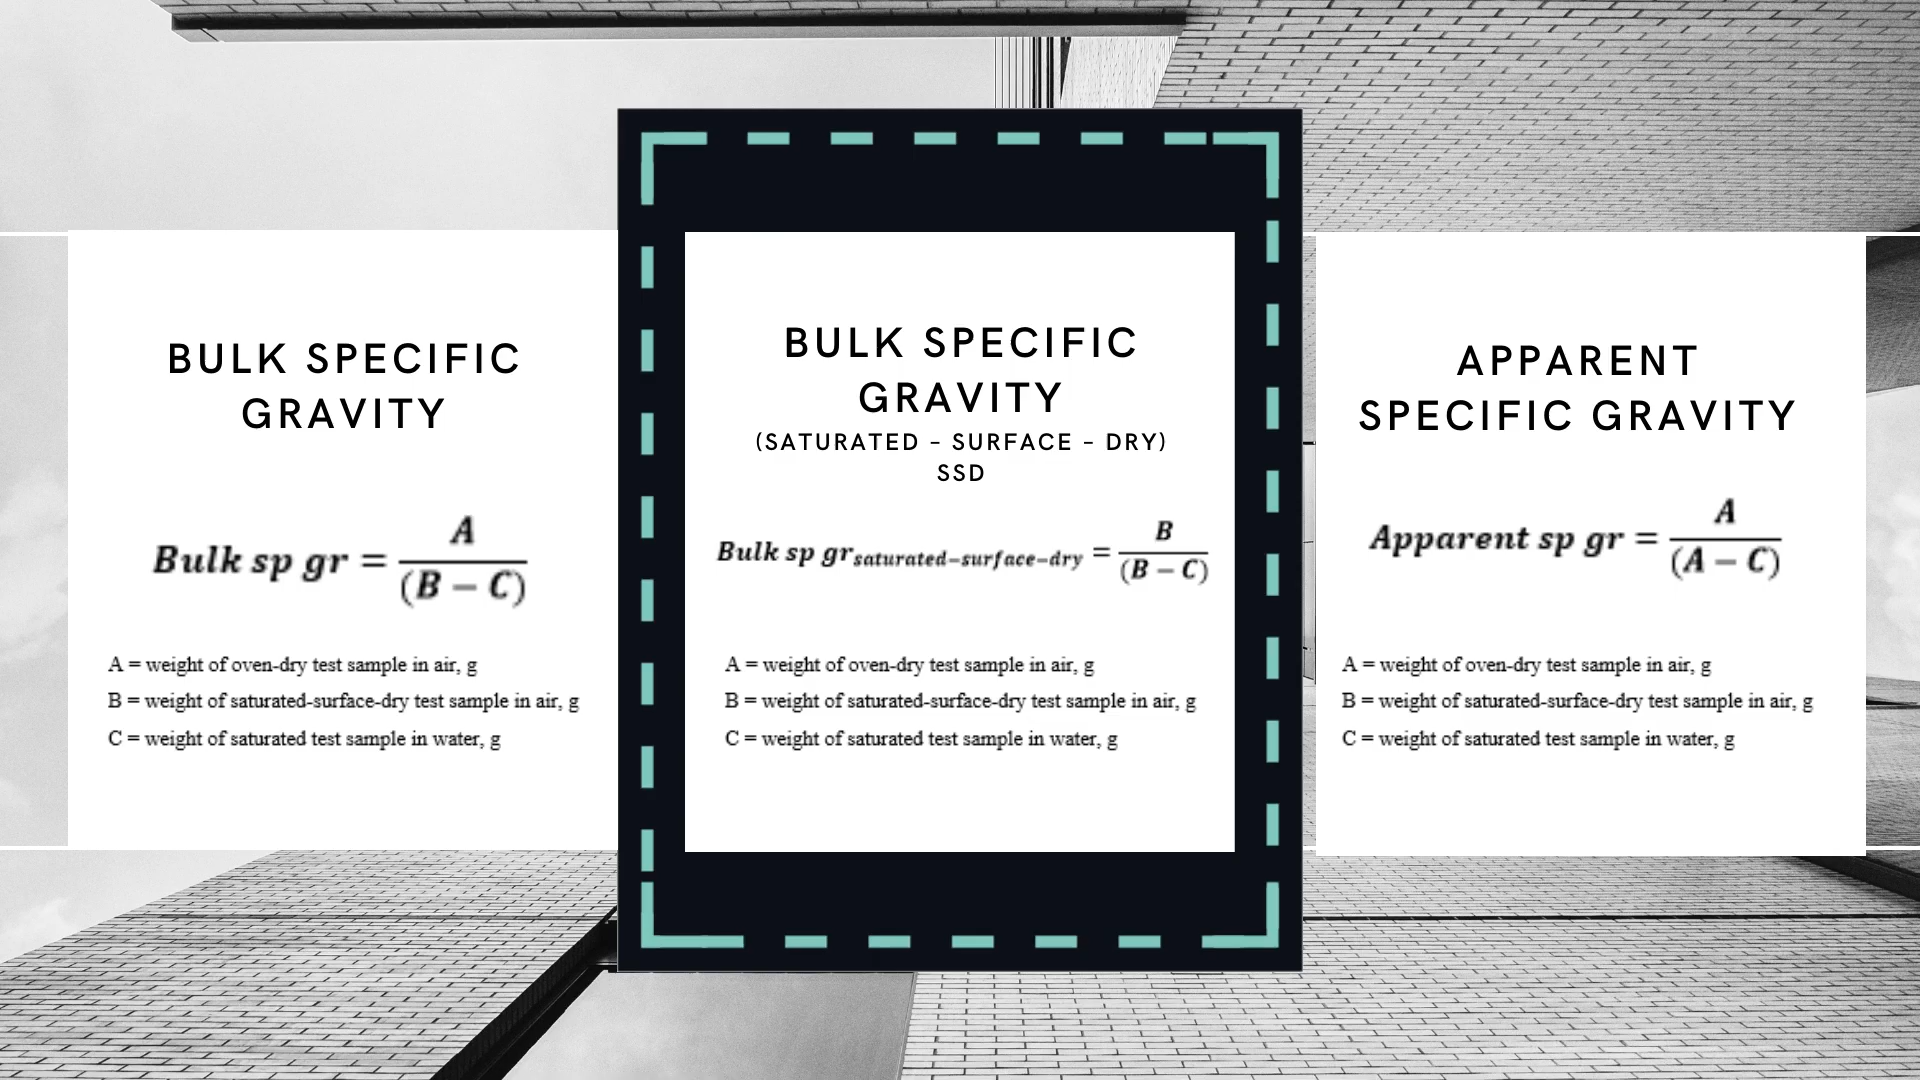 BULK SPECIFIC
GRAVITY
Bulk sp gr = A / (B − C)
A = weight of oven-dry test sample in air, g
B = weight of saturated-surface-dry test sample in air, g
C = weight of saturated test sample in water, g
BULK SPECIFIC
GRAVITY
(SATURATED – SURFACE – DRY)
SSD
Bulk sp gr saturated−surface−dry = B / (B − C)
A = weight of oven-dry test sample in air, g
B = weight of saturated-surface-dry test sample in air, g
C = weight of saturated test sample in water, g
APPARENT
SPECIFIC GRAVITY
Apparent sp gr = A / (A − C)
A = weight of oven-dry test sample in air, g
B = weight of saturated-surface-dry test sample in air, g
C = weight of saturated test sample in water, g